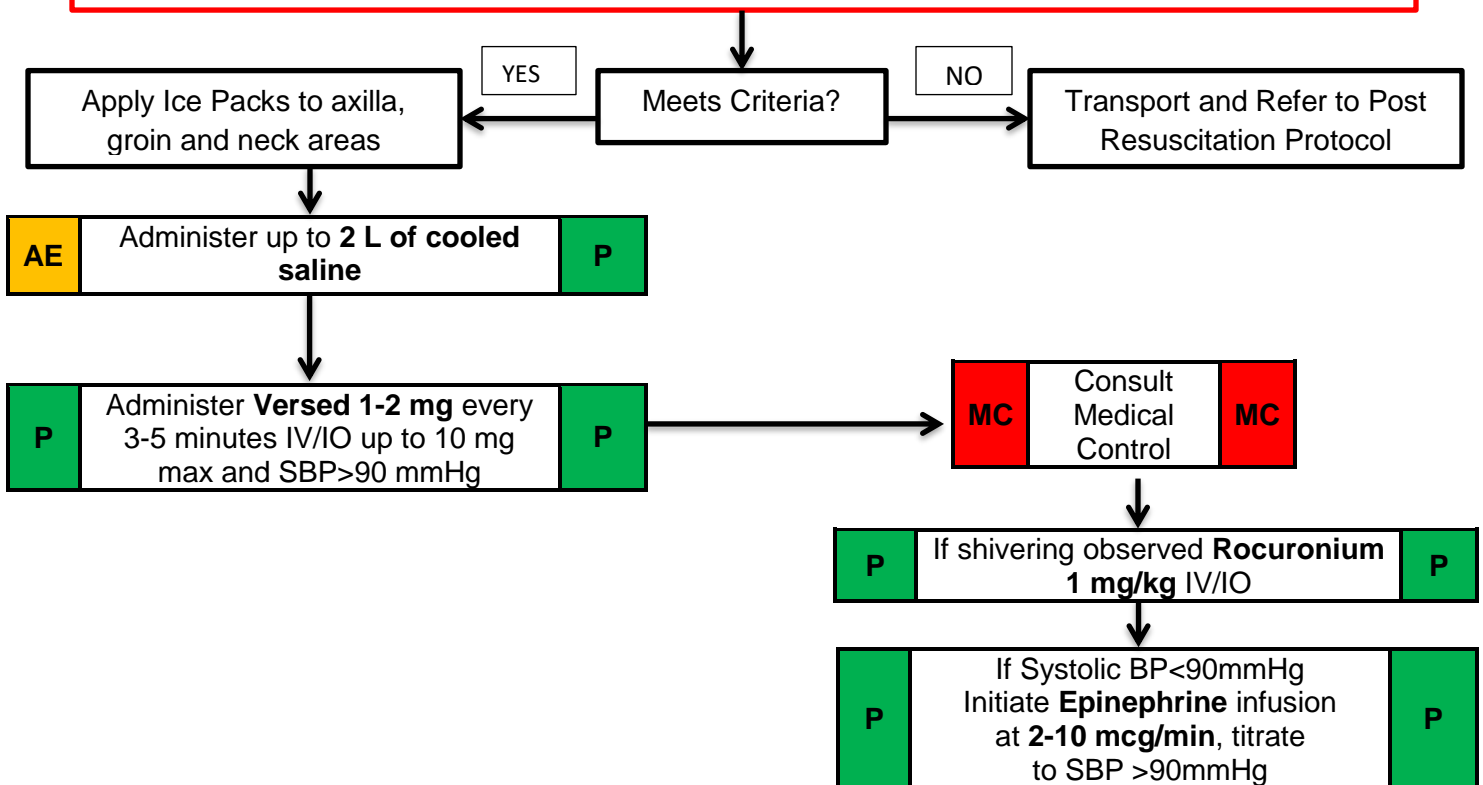 YES
Meets Criteria?
NO
Apply Ice Packs to axilla,
groin and neck areas
Transport and Refer to Post
Resuscitation Protocol
AE
Administer up to 2 L of cooled
saline
P
P
Administer Versed 1-2 mg every
3-5 minutes IV/IO up to 10 mg
max and SBP>90 mmHg
P
MC
Consult
Medical
Control
MC
P
If shivering observed Rocuronium
1 mg/kg IV/IO
P
P
If Systolic BP<90mmHg
Initiate Epinephrine infusion
at 2-10 mcg/min, titrate
to SBP >90mmHg
P